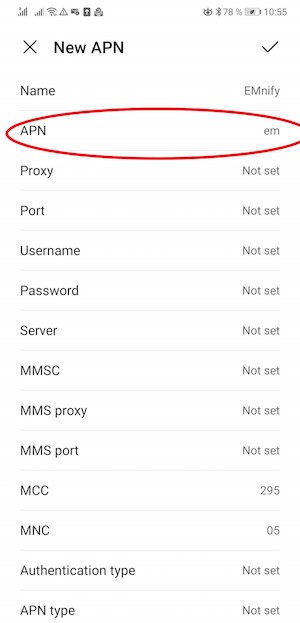 78 % 10:55
New APN
Name EMnify
APN em
Proxy Not set
Port Not set
Username Not set
Password Not set
Server Not set
MMSC Not set
MMS proxy Not set
MMS port Not set
MCC 295
MNC 05
Authentication type Not set
APN type Not set